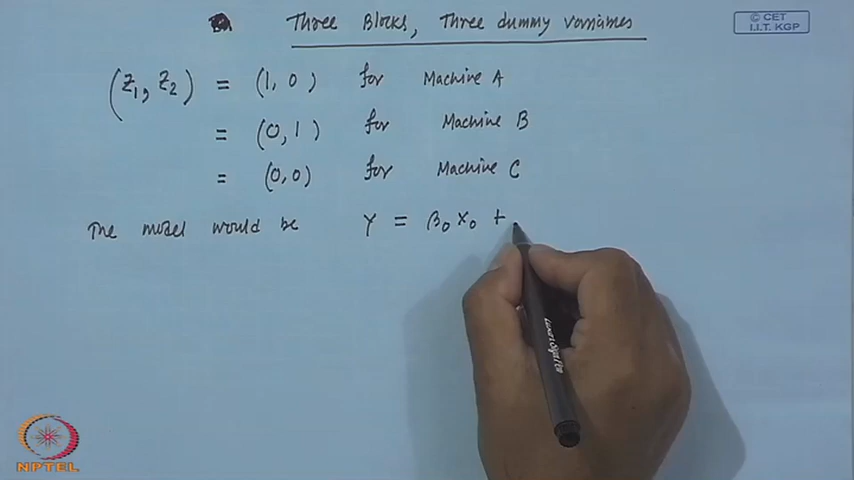 Three Blocks, Three dummy variables
© CET
I.I.T. KGP
(Z₁, Z₂) = (1, 0) for Machine A
= (0, 1) for Machine B
= (0, 0) for Machine C
The model would be Y = β₀ X₀ +
NPTEL